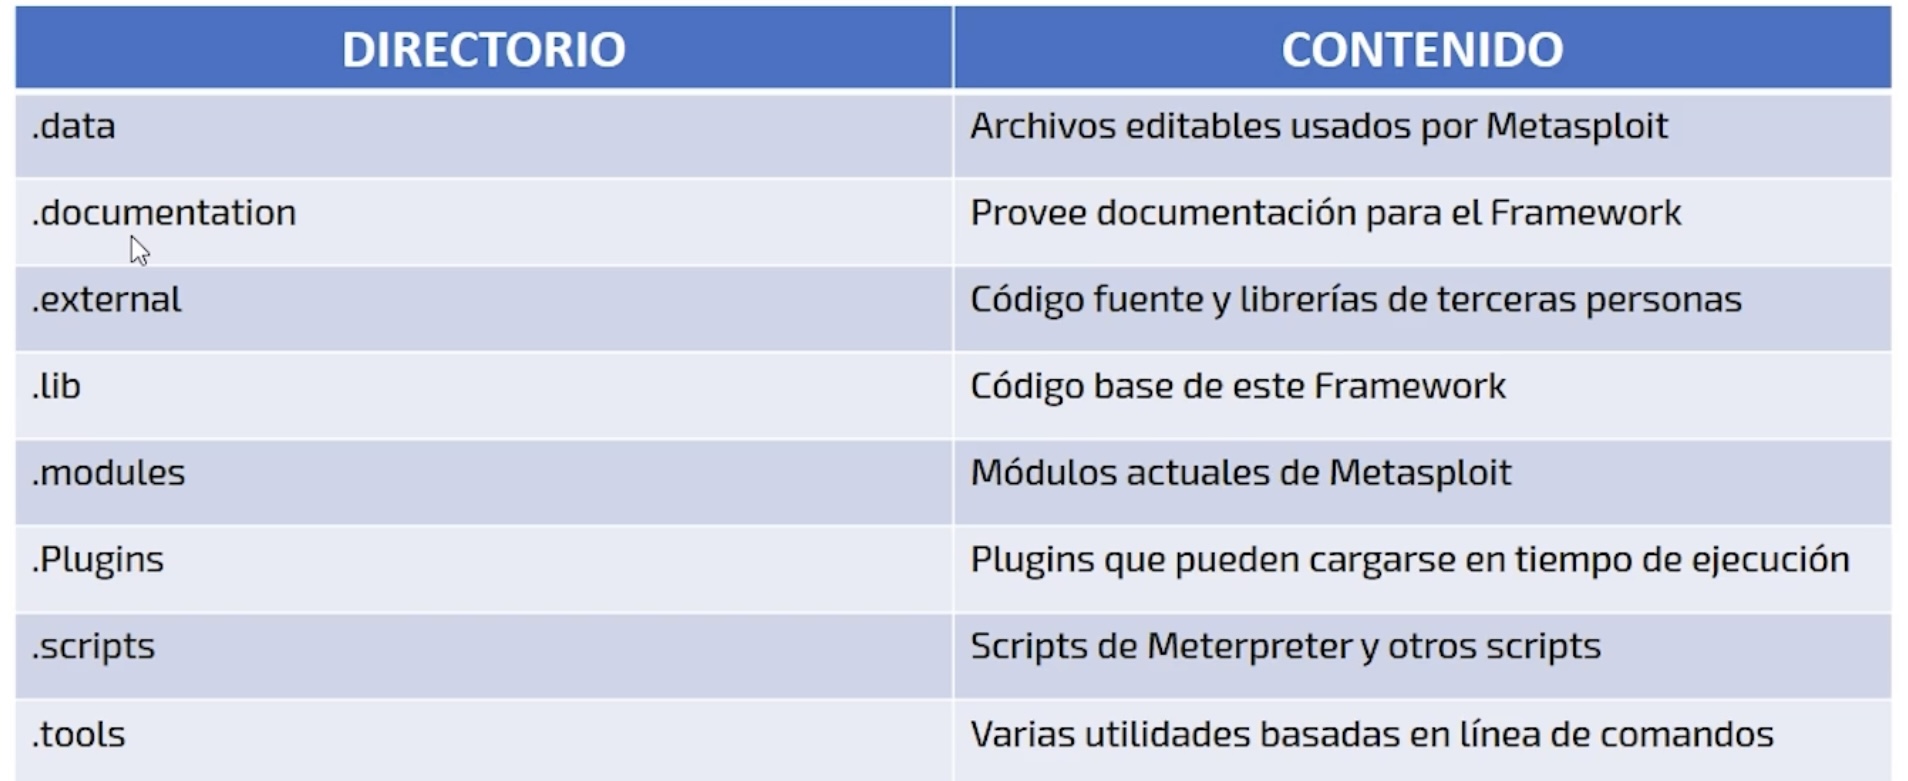 DIRECTORIO CONTENIDO
.data Archivos editables usados por Metasploit
.documentation Provee documentación para el Framework
.external Código fuente y librerías de terceras personas
.lib Código base de este Framework
.modules Módulos actuales de Metasploit
.Plugins Plugins que pueden cargarse en tiempo de ejecución
.scripts Scripts de Meterpreter y otros scripts
.tools Varias utilidades basadas en línea de comandos